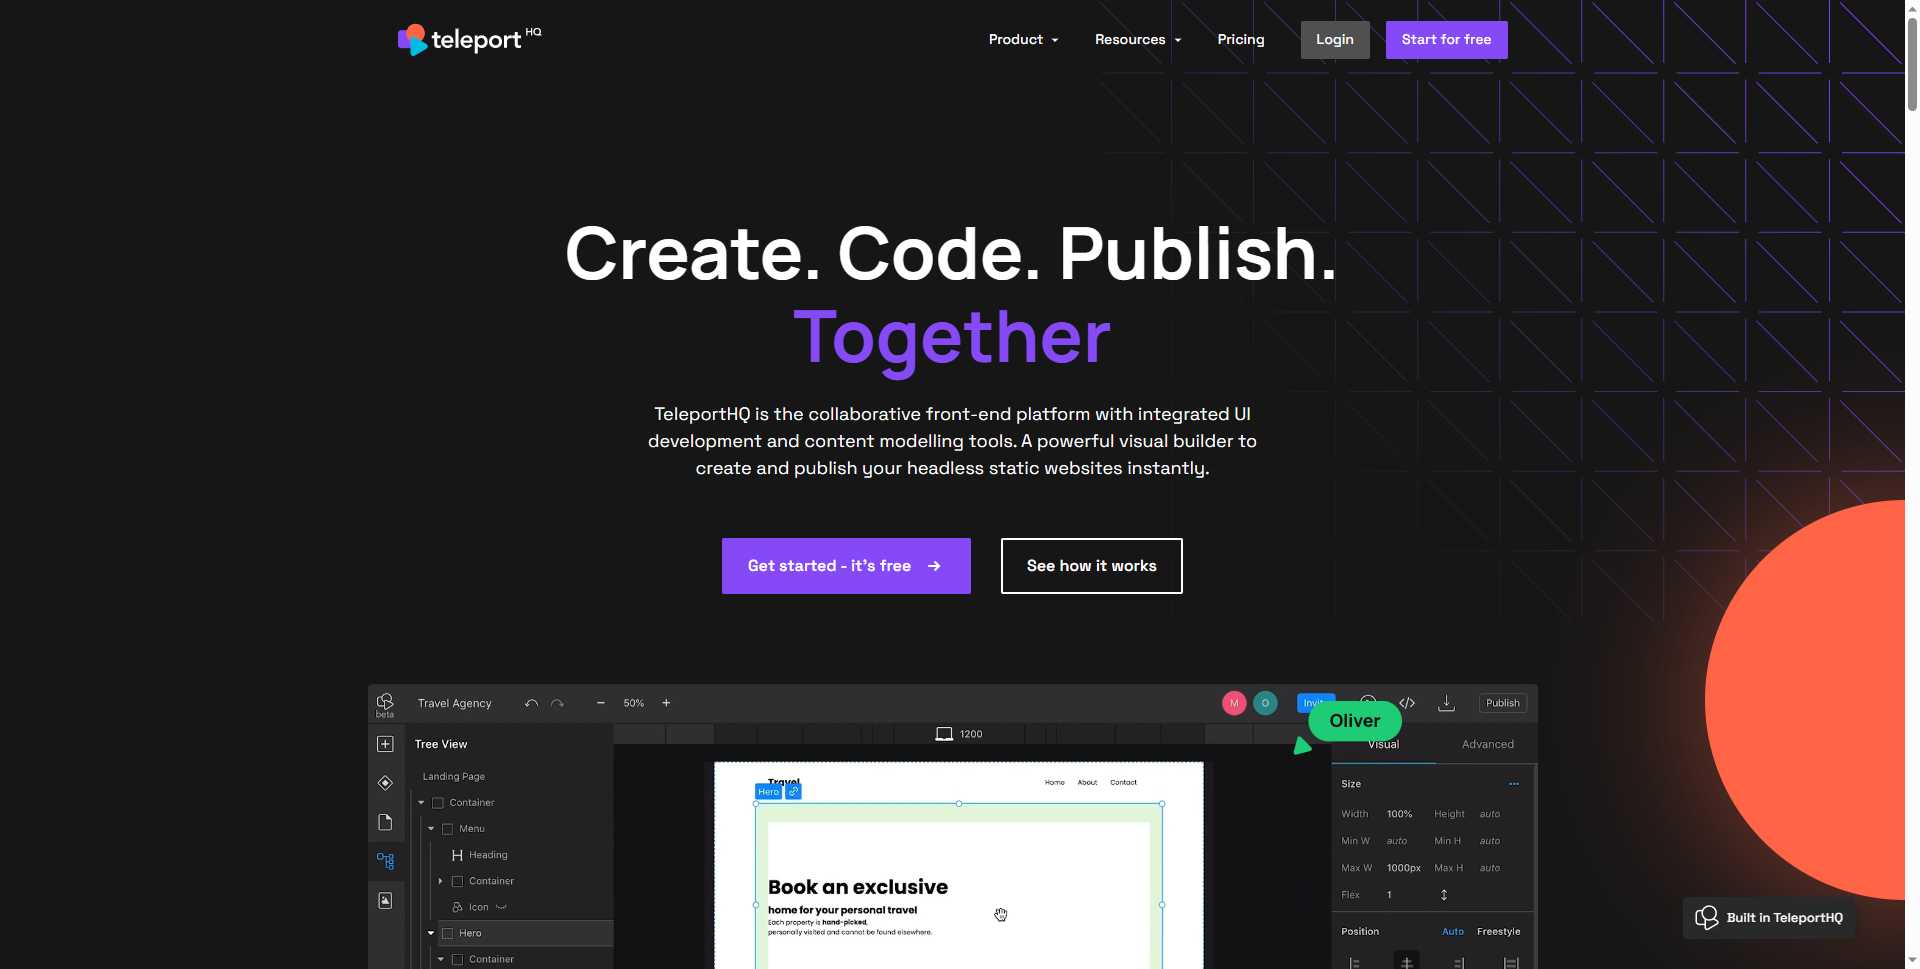 teleport HQ
Product
Resources
Pricing
Login
Start for free
Create. Code. Publish.
Together
TeleportHQ is the collaborative front-end platform with integrated UI
development and content modelling tools. A powerful visual builder to
create and publish your headless static websites instantly.
Get started - it's free →
See how it works
beta
Travel Agency
− 50% +
M
O
</>
Publish
Oliver
Tree View
1200
Visual
Advanced
Landing Page
Container
Menu
H Heading
Container
Icon
Hero
Container
Travel
Home
About
Contact
Hero
Book an exclusive
home for your personal travel
Each property is hand-picked,
personally visited and cannot be found elsewhere.
Size
Width 100% Height auto
Min W auto Min H auto
Max W 1000px Max H auto
Flex 1
Position Auto Freestyle
Built in TeleportHQ